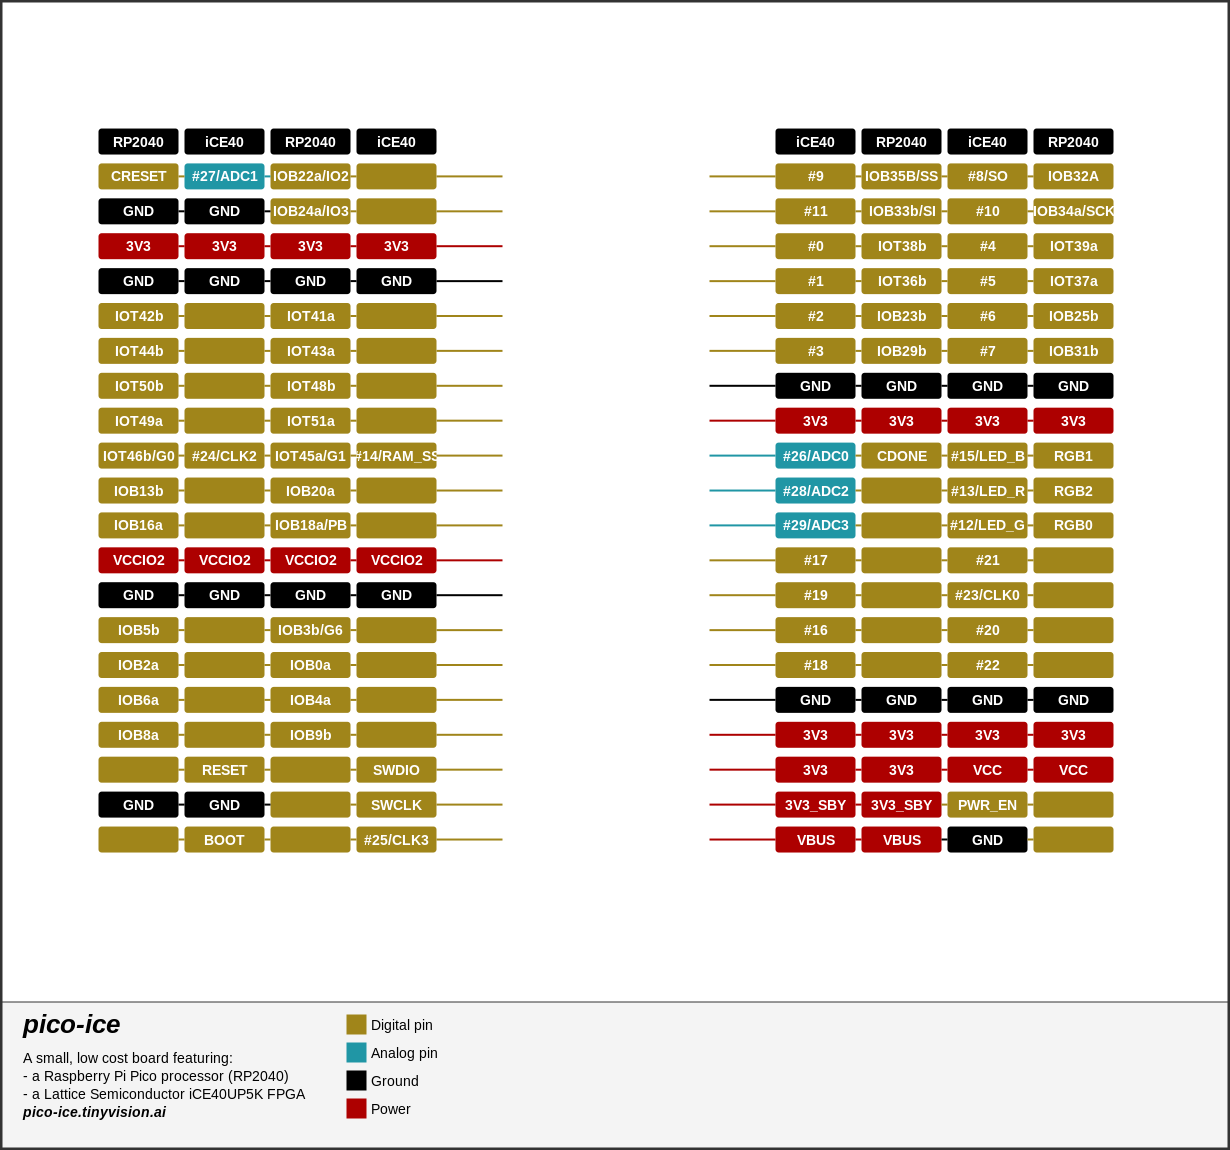 RP2040 iCE40 RP2040 iCE40 iCE40 RP2040 iCE40 RP2040
CRESET #27/ADC1 IOB22a/IO2 #9 IOB35B/SS #8/SO IOB32A
GND GND IOB24a/IO3 #11 IOB33b/SI #10 IOB34a/SCK
3V3 3V3 3V3 3V3 #0 IOT38b #4 IOT39a
GND GND GND GND #1 IOT36b #5 IOT37a
IOT42b IOT41a #2 IOB23b #6 IOB25b
IOT44b IOT43a #3 IOB29b #7 IOB31b
IOT50b IOT48b GND GND GND GND
IOT49a IOT51a 3V3 3V3 3V3 3V3
IOT46b/G0 #24/CLK2 IOT45a/G1 #14/RAM_SS #26/ADC0 CDONE #15/LED_B RGB1
IOB13b IOB20a #28/ADC2 #13/LED_R RGB2
IOB16a IOB18a/PB #29/ADC3 #12/LED_G RGB0
VCCIO2 VCCIO2 VCCIO2 VCCIO2 #17 #21
GND GND GND GND #19 #23/CLK0
IOB5b IOB3b/G6 #16 #20
IOB2a IOB0a #18 #22
IOB6a IOB4a GND GND GND GND
IOB8a IOB9b 3V3 3V3 3V3 3V3
RESET SWDIO 3V3 3V3 VCC VCC
GND GND SWCLK 3V3_SBY 3V3_SBY PWR_EN
BOOT #25/CLK3 VBUS VBUS GND
pico-ice
A small, low cost board featuring:
- a Raspberry Pi Pico processor (RP2040)
- a Lattice Semiconductor iCE40UP5K FPGA
pico-ice.tinyvision.ai
Digital pin
Analog pin
Ground
Power